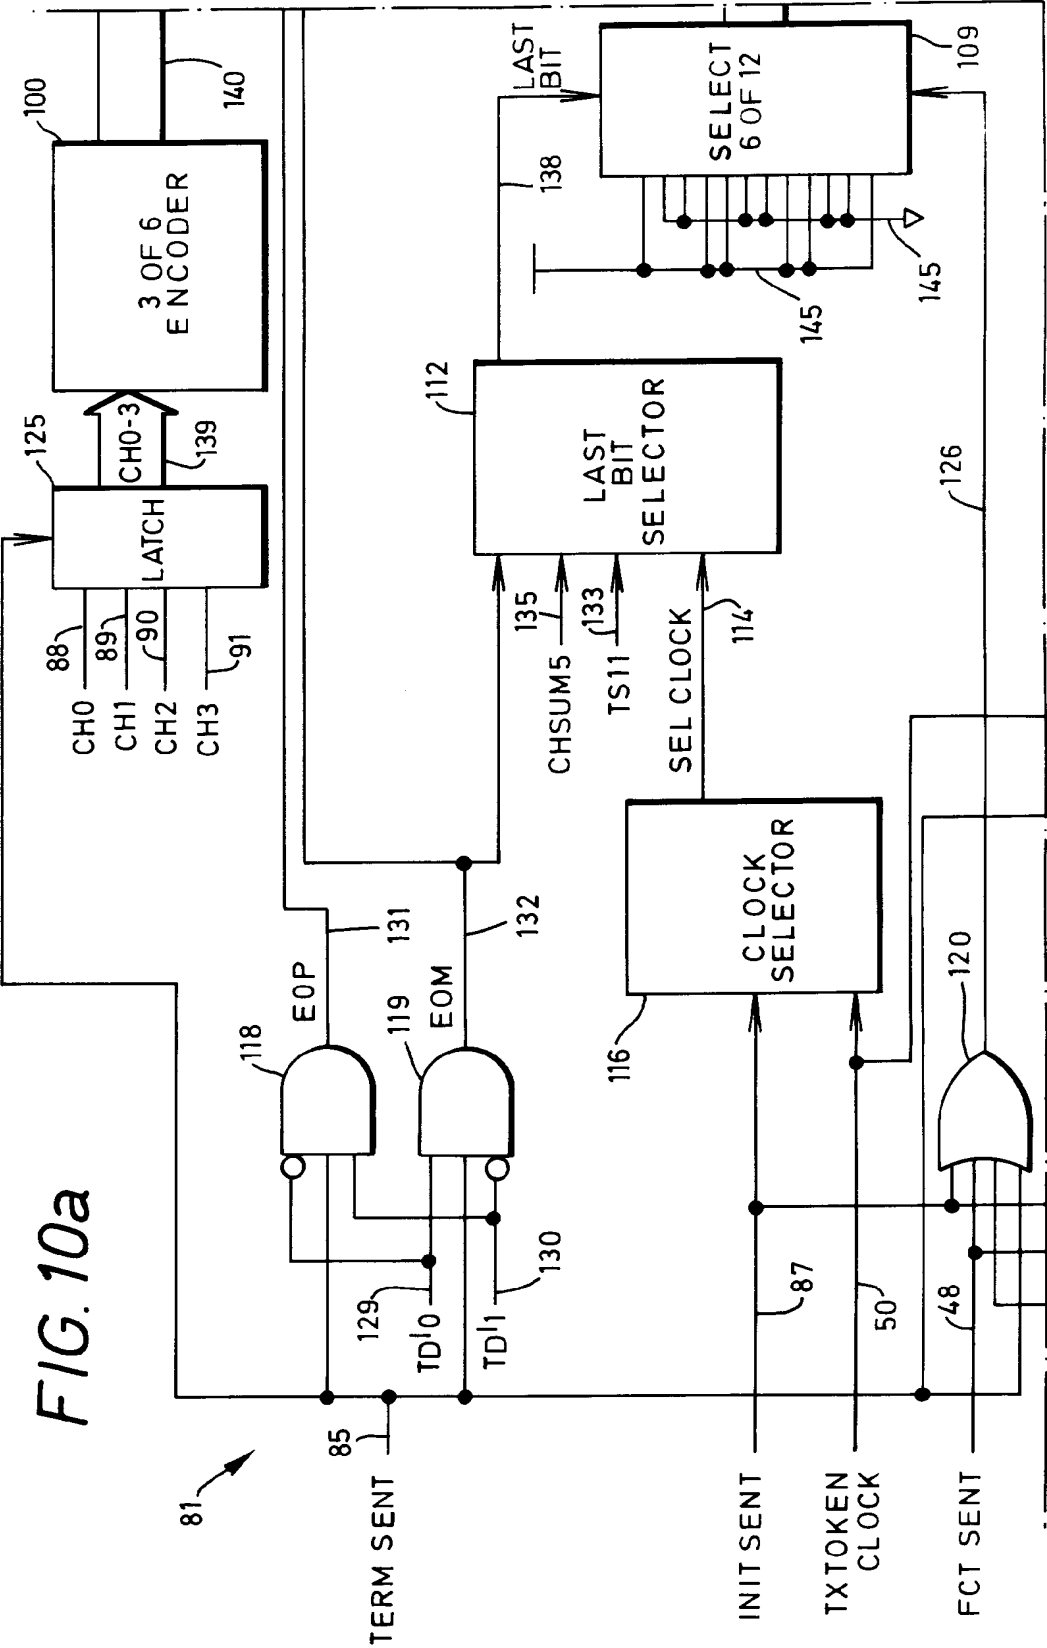 FIG. 10a
81
TERM SENT
85
INIT SENT
87
TX TOKEN
CLOCK
50
FCT SENT
48
129
TD'0
TD'1
130
118
EOP
131
119
EOM
132
116
CLOCK
SELECTOR
120
126
CH0
88
CH1
89
CH2
90
CH3
91
125
LATCH
CH0-3
139
100
3 OF 6
ENCODER
140
CHSUM5
135
TS11
133
SEL CLOCK
114
112
LAST
BIT
SELECTOR
138
LAST
BIT
145
145
SELECT
6 OF 12
109